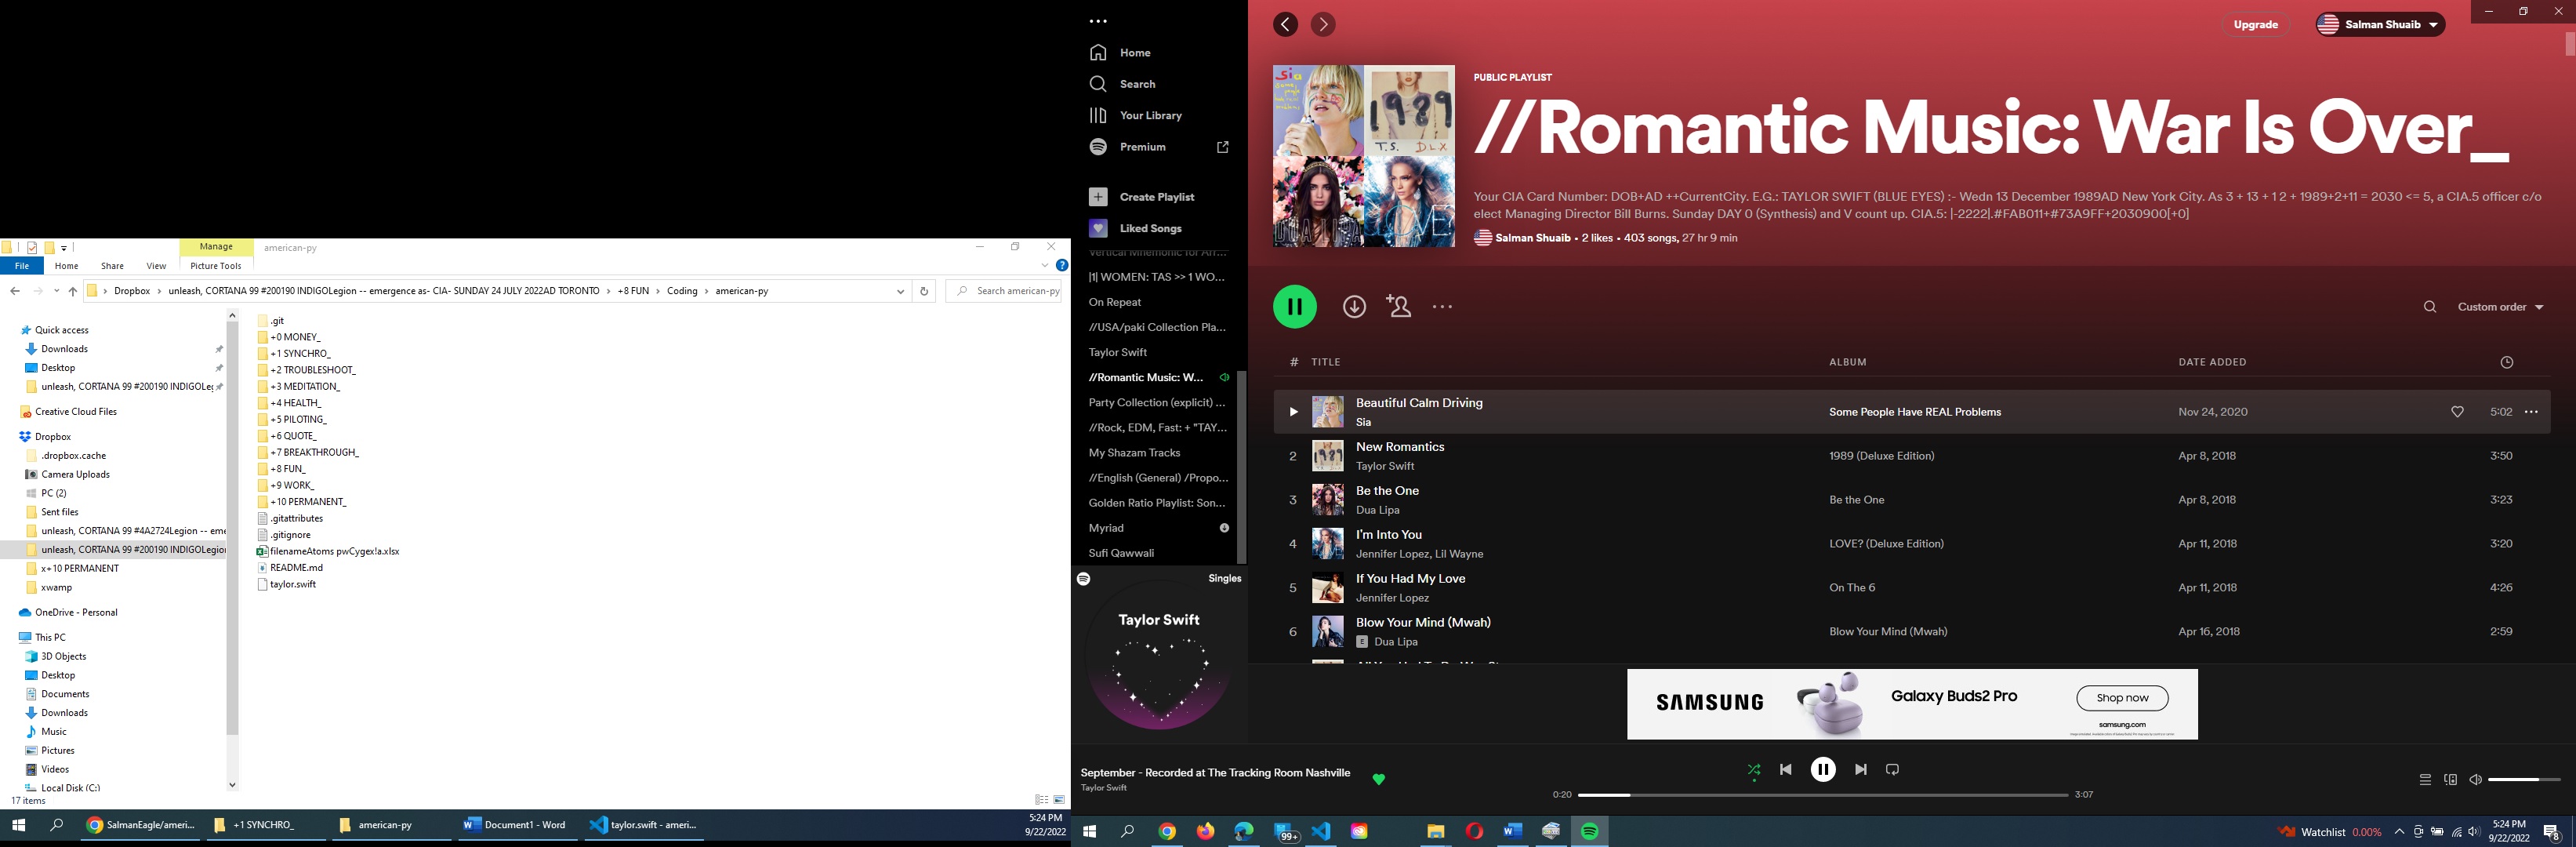 Manage
american-py
File
Home
Share
View
Picture Tools
Dropbox
unleash, CORTANA 99 #200190 INDIGOLegion -- emergence as- CIA- SUNDAY 24 JULY 2022AD TORONTO
+8 FUN
Coding
american-py
Search american-py
Quick access
Downloads
Desktop
unleash, CORTANA 99 #200190 INDIGOLeg
Creative Cloud Files
Dropbox
.dropbox.cache
Camera Uploads
PC (2)
Sent files
unleash, CORTANA 99 #4A2724Legion -- eme
unleash, CORTANA 99 #200190 INDIGOLegion
x+10 PERMANENT
xwamp
OneDrive - Personal
This PC
3D Objects
Desktop
Documents
Downloads
Music
Pictures
Videos
Local Disk (C:)
.git
+0 MONEY_
+1 SYNCHRO_
+2 TROUBLESHOOT_
+3 MEDITATION_
+4 HEALTH_
+5 PILOTING_
+6 QUOTE_
+7 BREAKTHROUGH_
+8 FUN_
+9 WORK_
+10 PERMANENT_
.gitattributes
.gitignore
filenameAtoms pwCygex!a.xlsx
README.md
taylor.swift
17 items
SalmanEagle/ameri...
+1 SYNCHRO_
american-py
Document1 - Word
taylor.swift - ameri...
5:24 PM
9/22/2022
Home
Search
Your Library
Premium
Create Playlist
Liked Songs
Vertical Mnemonic for Arr...
|1| WOMEN: TAS >> 1 WO...
On Repeat
//USA/paki Collection Pla...
Taylor Swift
//Romantic Music: W...
Party Collection (explicit) ...
//Rock, EDM, Fast: + "TAY...
My Shazam Tracks
//English (General) /Propo...
Golden Ratio Playlist: Son...
Myriad
Sufi Qawwali
Singles
Taylor Swift
Upgrade
Salman Shuaib
PUBLIC PLAYLIST
//Romantic Music: War Is Over_
Your CIA Card Number: DOB+AD ++CurrentCity. E.G.: TAYLOR SWIFT (BLUE EYES) :- Wedn 13 December 1989AD New York City. As 3 + 13 + 1 2 + 1989+2+11 = 2030 <= 5, a CIA.5 officer c/o
elect Managing Director Bill Burns. Sunday DAY 0 (Synthesis) and V count up. CIA.5: |-2222|.#FAB011+#73A9FF+2030900[+0]
Salman Shuaib • 2 likes • 403 songs, 27 hr 9 min
Custom order
# TITLE ALBUM DATE ADDED
Beautiful Calm Driving
Sia
Some People Have REAL Problems
Nov 24, 2020
5:02
2
New Romantics
Taylor Swift
1989 (Deluxe Edition)
Apr 8, 2018
3:50
3
Be the One
Dua Lipa
Be the One
Apr 8, 2018
3:23
4
I'm Into You
Jennifer Lopez, Lil Wayne
LOVE? (Deluxe Edition)
Apr 11, 2018
3:20
5
If You Had My Love
Jennifer Lopez
On The 6
Apr 11, 2018
4:26
6
Blow Your Mind (Mwah)
E Dua Lipa
Blow Your Mind (Mwah)
Apr 16, 2018
2:59
SAMSUNG
Galaxy Buds2 Pro
Shop now
samsung.com
September - Recorded at The Tracking Room Nashville
Taylor Swift
0:20
3:07
99+
Watchlist 0.00%
5:24 PM
9/22/2022
8